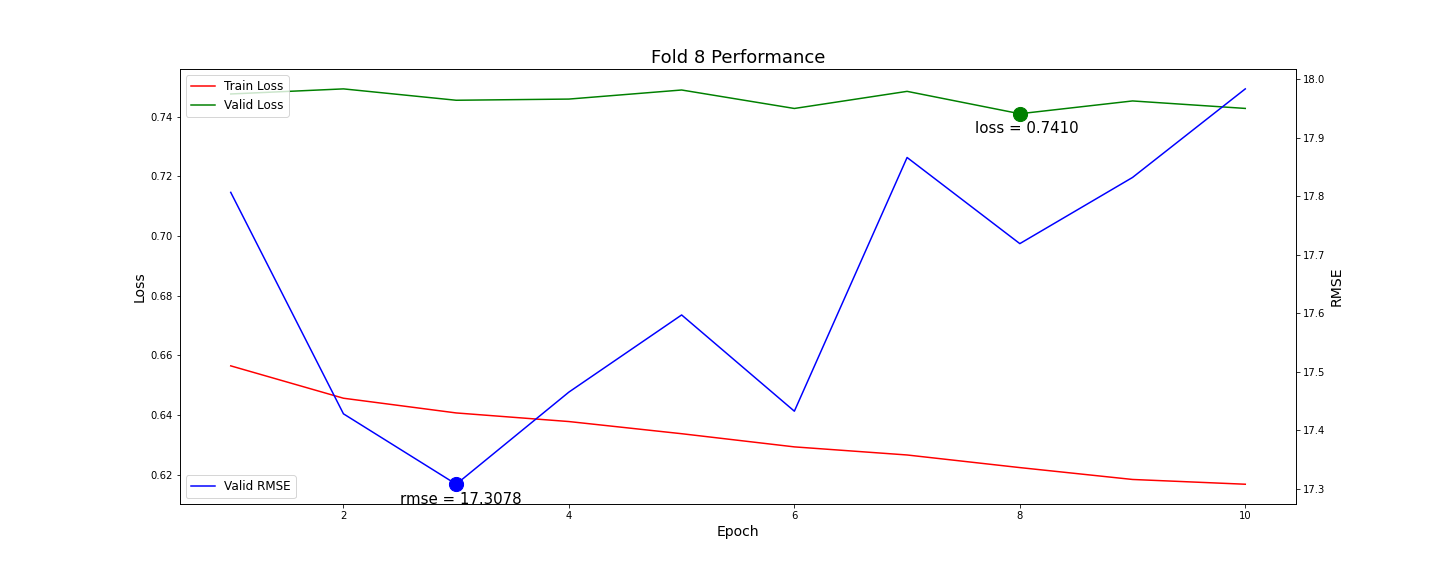 Fold 8 Performance
Train Loss
Valid Loss
Valid RMSE
loss = 0.7410
rmse = 17.3078
Loss
0.74
0.72
0.70
0.68
0.66
0.64
0.62
RMSE
18.0
17.9
17.8
17.7
17.6
17.5
17.4
17.3
2
4
6
8
10
Epoch